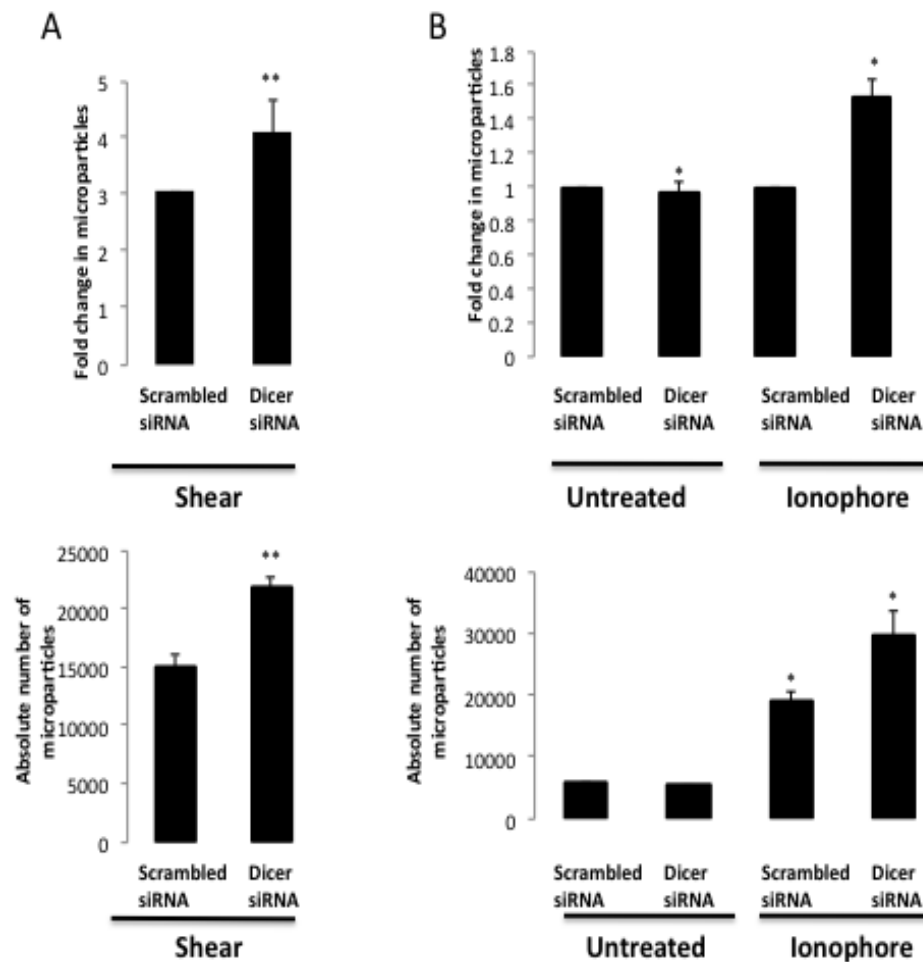 A
Fold change in microparticles
5
4
3
2
1
0
**
Scrambled siRNA
Dicer siRNA
Shear
B
Fold change in microparticles
1.8
1.6
1.4
1.2
1
0.8
0.6
0.4
0.2
0
*
*
Scrambled siRNA
Dicer siRNA
Scrambled siRNA
Dicer siRNA
Untreated
Ionophore
Absolute number of
microparticles
25000
20000
15000
10000
5000
0
**
Scrambled siRNA
Dicer siRNA
Shear
Absolute number of
microparticles
40000
30000
20000
10000
0
*
*
Scrambled siRNA
Dicer siRNA
Scrambled siRNA
Dicer siRNA
Untreated
Ionophore